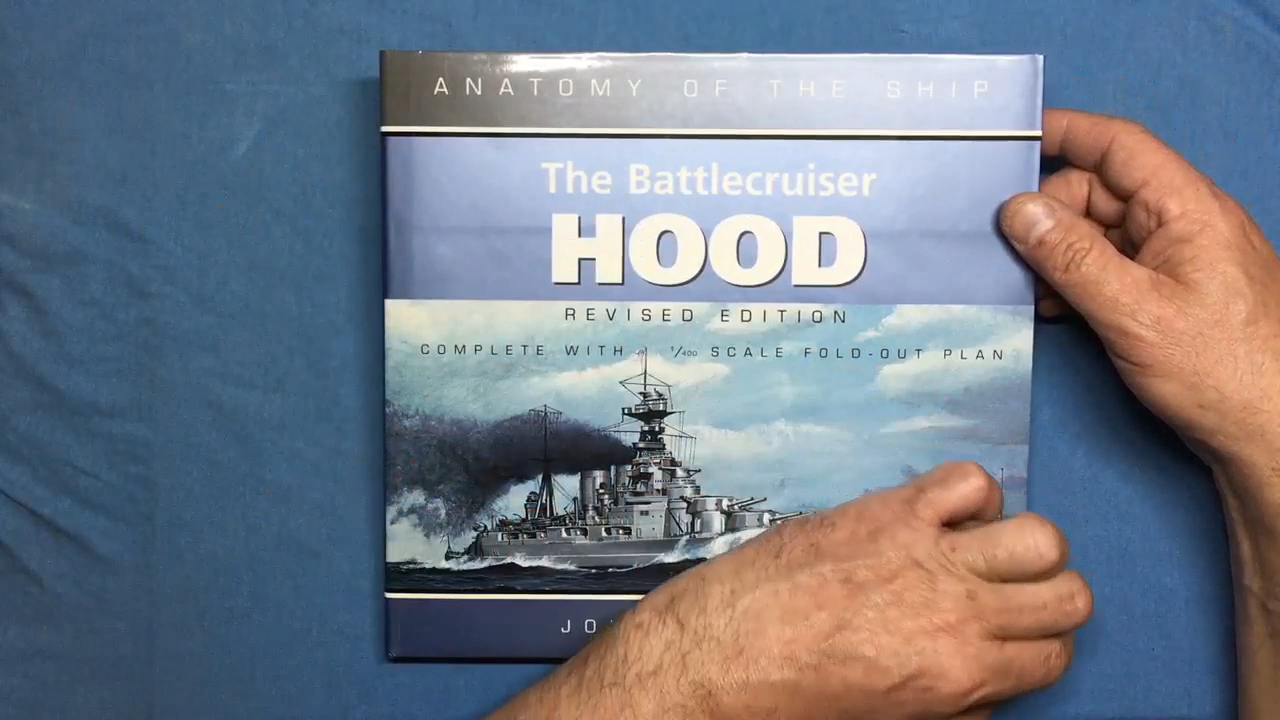 ANATOMY OF THE SHIP
The Battlecruiser
HOOD
REVISED EDITION
COMPLETE WITH 1/400 SCALE FOLD-OUT PLAN